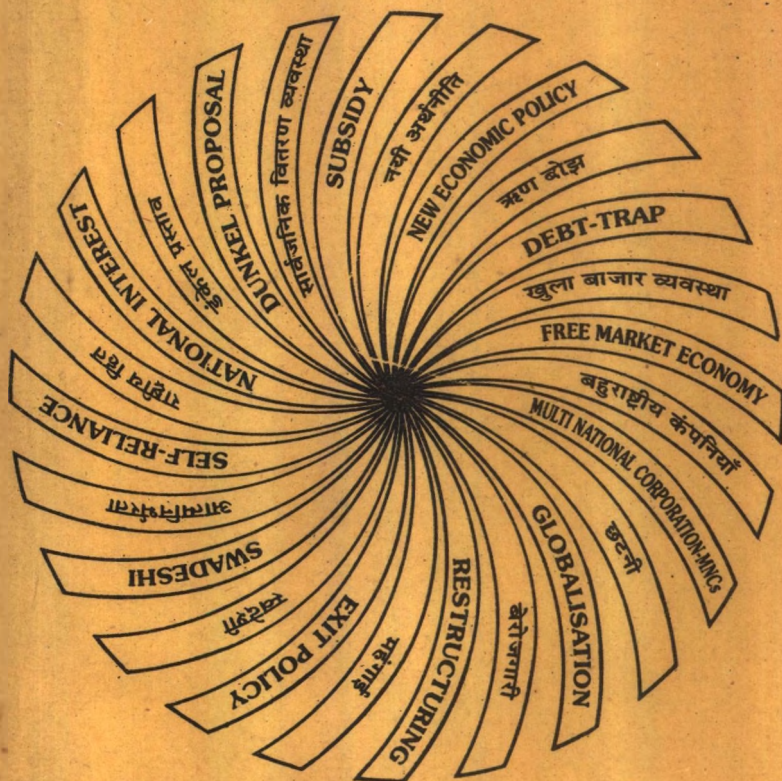 SUBSIDY
नयी अर्थनीति
NEW ECONOMIC POLICY
ऋण बोझ
DEBT-TRAP
खुला बाजार व्यवस्था
FREE MARKET ECONOMY
बहुराष्ट्रीय कंपनियाँ
MULTI NATIONAL CORPORATION-MNCs
छटनी
GLOBALISATION
बेरोजगारी
RESTRUCTURING
महंगाई
EXIT POLICY
स्वदेशी
SWADESHI
आत्मनिर्भरता
SELF-RELIANCE
राष्ट्रीय हित
NATIONAL INTEREST
डंकेल प्रस्ताव
DUNKEL PROPOSAL
सार्वजनिक वितरण व्यवस्था